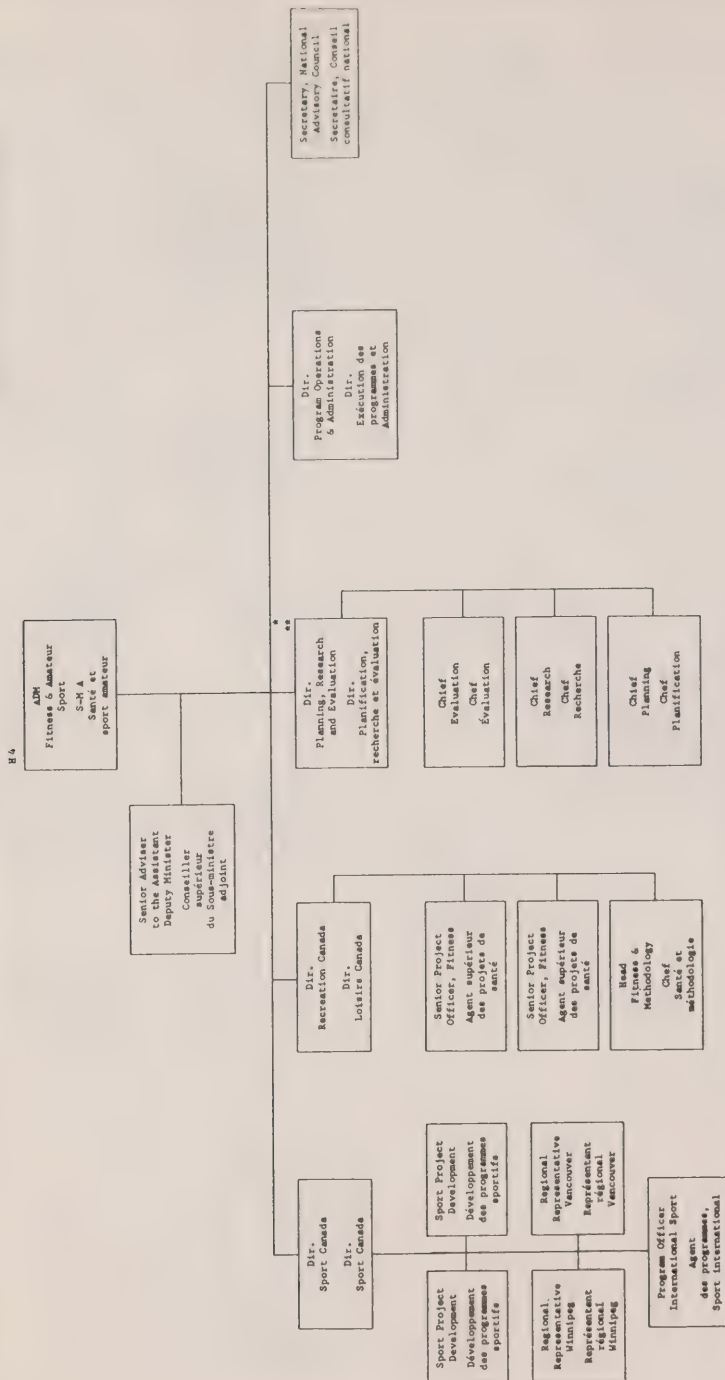 H4
ADM
Fitness & Amateur
Sport
S-M A
Santé et
sport amateur
Senior Adviser
to the Assistant
Deputy Minister
Conseiller
supérieur
du Sous-ministre
adjoint
Dir.
Sport Canada
Dir.
Sport Canada
Dir.
Recreation Canada
Dir.
Loisirs Canada
*
**
Dir.
Planning, Research
and Evaluation
Dir.
Planification,
recherche et évaluation
Dir.
Program Operations
& Administration
Dir.
Exécution des
programmes et
Administration
Secretary, National
Advisory Council
Secrétaire, Conseil
consultatif national
Sport Project
Development
Développement
des programmes
sportifs
Sport Project
Development
Développement
des programmes
sportifs
Regional.
Representative
Winnipeg
Représentant
régional
Winnipeg
Regional
Representative
Vancouver
Représentant
régional
Vancouver
Program Officer
International Sport
Agent
des programmes,
Sport international
Senior Project
Officer, Fitness
Agent supérieur
des projets de
santé
Senior Project
Officer, Fitness
Agent supérieur
des projets de
santé
Head
Fitness &
Methodology
Chef
Santé et
méthodologie
Chief
Evaluation
Chef
Évaluation
Chief
Research
Chef
Recherche
Chief
Planning
Chef
Planification